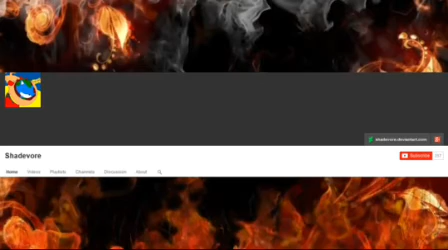 shadevore.deviantart.com
Shadevore
Subscribe
Home Videos Playlists Channels Discussion About